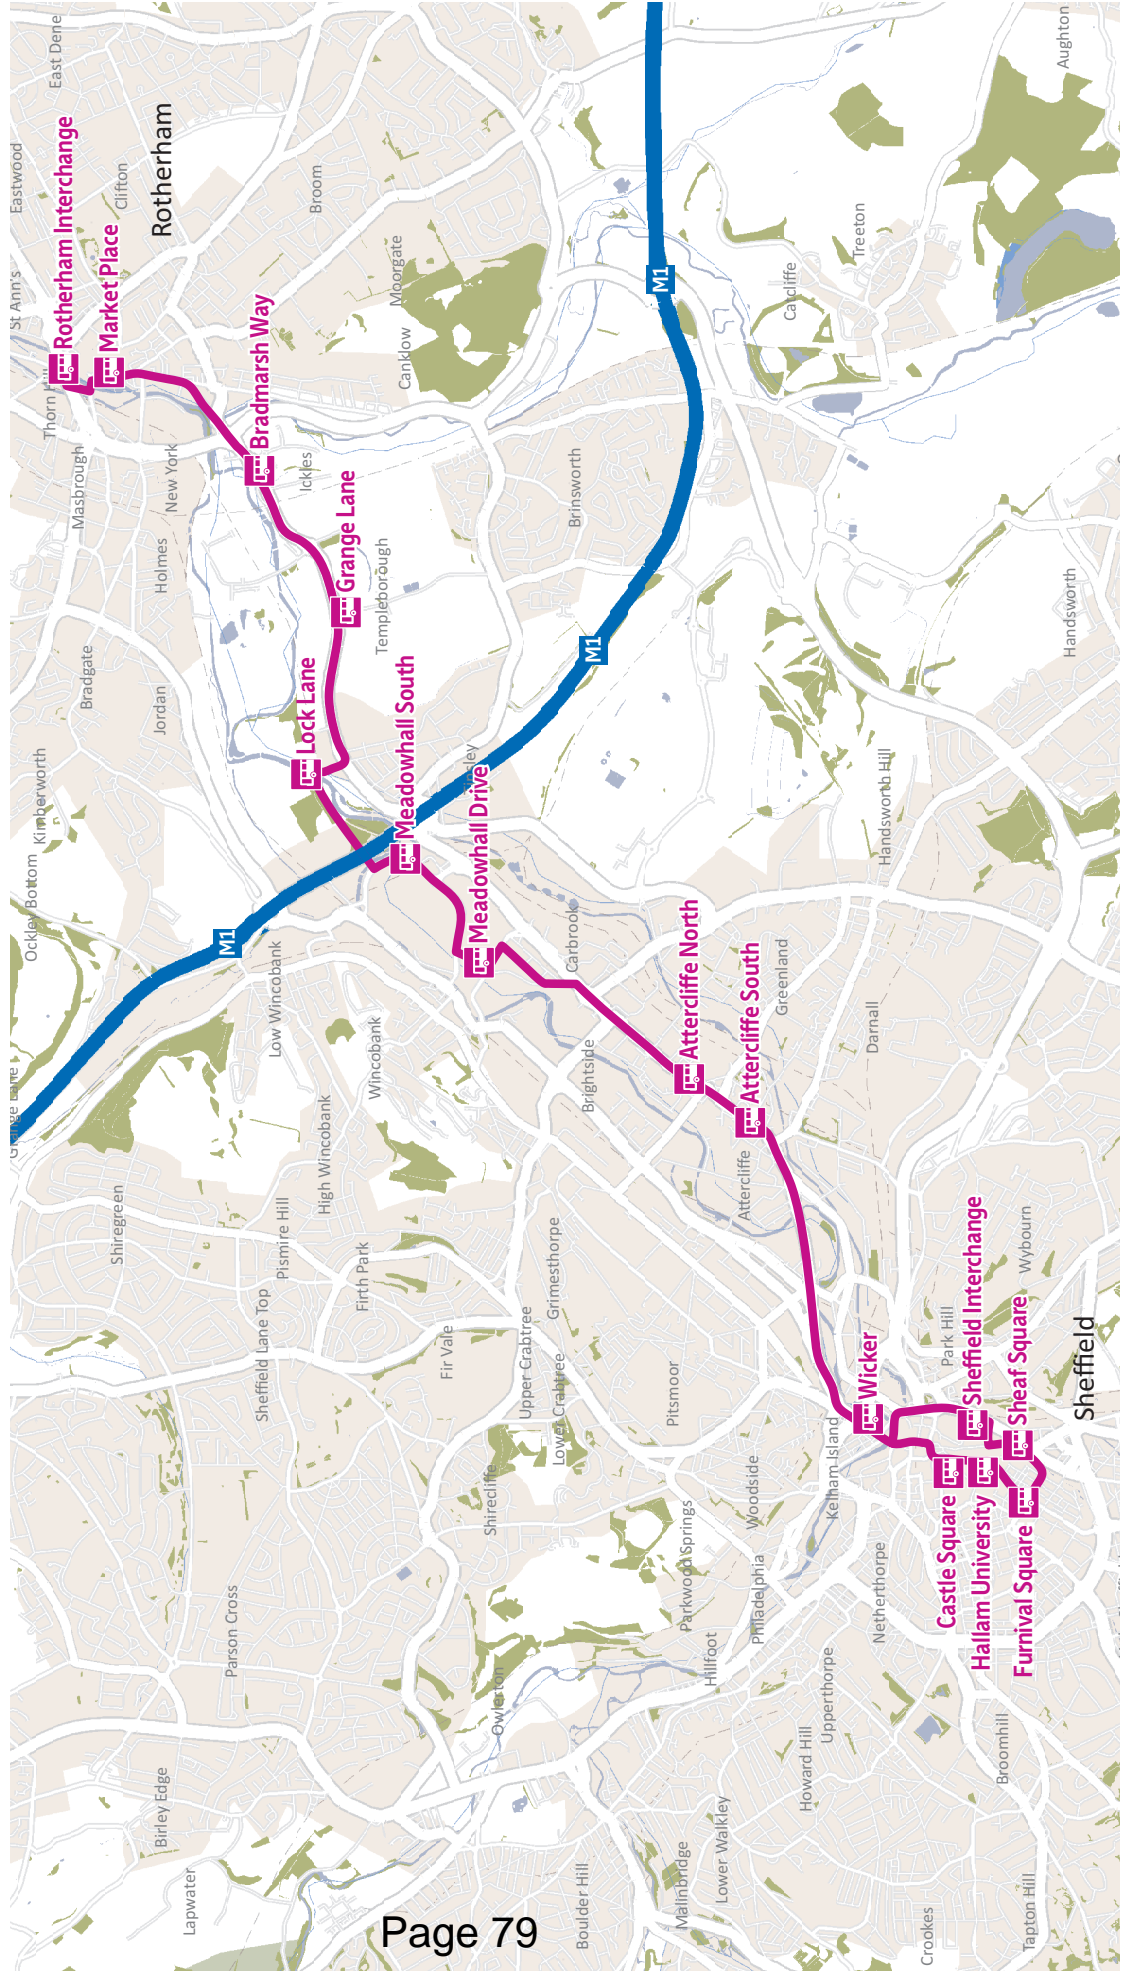 East Dene
Eastwood
St Ann's
Rotherham Interchange
Clifton
Market Place
Rotherham
Aughton
Broom
Bradmarsh Way
Moorgate
Canklow
M1
Treeton
Catcliffe
Masbrough
New York
Ickles
Grange Lane
Brinsworth
Holmes
Templeborough
Handsworth
Bradgate
Jordan
Lock Lane
M1
Meadowhall South
Kimberworth
Tinsley
Handsworth Hill
Ockley Bottom
Meadowhall Drive
M1
Low Wincobank
Carbrook
Attercliffe North
Attercliffe South
Greenland
Darnall
Wincobank
Brightside
Grange Lane
High Wincobank
Shiregreen
Pismire Hill
Firth Park
Attercliffe
Grimesthorpe
Sheffield Interchange
Wybourn
Sheffield Lane Top
Fir Vale
Upper Crabtree
Lower Crabtree
Pitsmoor
Wicker
Park Hill
Sheaf Square
Sheffield
Shirecliffe
Woodside
Kelham Island
Parkwood Springs
Philadelphia
Netherthorpe
Castle Square
Hallam University
Furnival Square
Parson Cross
Owlerton
Hillfoot
Upperthorpe
Birley Edge
Howard Hill
Broomhill
Lapwater
Boulder Hill
Malinbridge
Lower Walkley
Crookes
Tapton Hill
Page 79